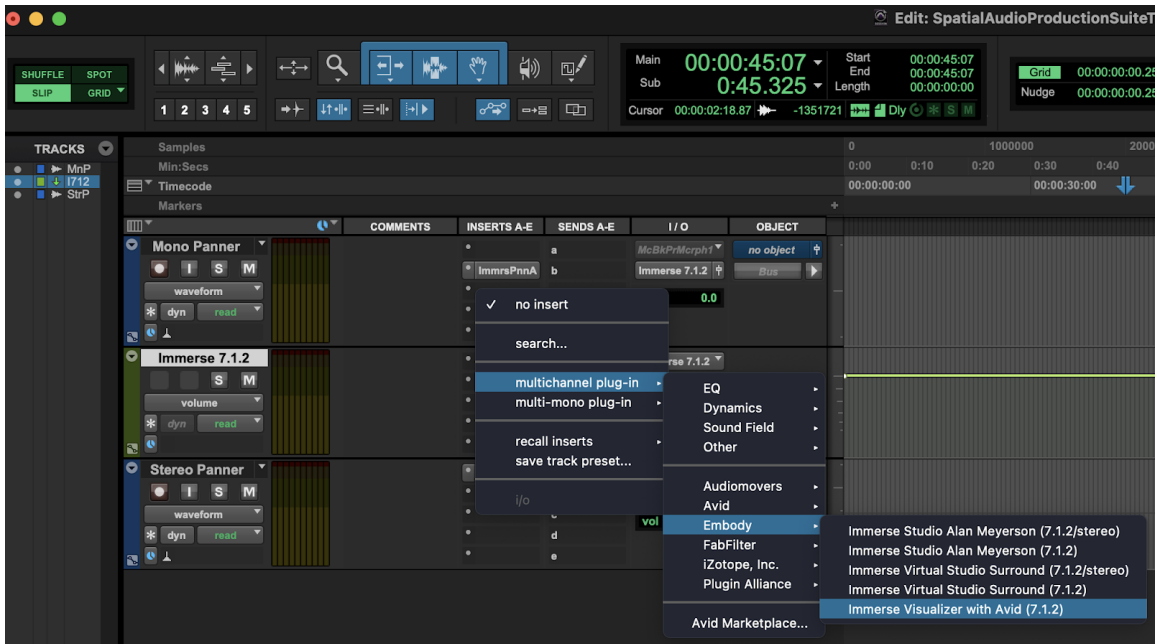 Edit: SpatialAudioProductionSuiteT
SHUFFLE SPOT
SLIP GRID
1 2 3 4 5
Main 00:00:45:07
Sub 0:45.325
Start 00:00:45:07
End 00:00:45:07
Length 00:00:00:00
Cursor 00:00:02:18.87 -1351721 Dly S M
Grid 00:00:00:00.25
Nudge 00:00:00:00.25
TRACKS
MnP
I712
StrP
Samples 0 1000000 2000
Min:Secs 0:00 0:10 0:20 0:30 0:40
Timecode 00:00:00:00 00:00:30:00
Markers +
COMMENTS INSERTS A-E SENDS A-E I/O OBJECT
Mono Panner
I S M
waveform
dyn read
ImmrsPnnA
a
b
McBkPrMcrph1
Immerse 7.1.2
0.0
no object
Bus
Immerse 7.1.2
S M
volume
dyn read
rse 7.1.2
Stereo Panner
I S M
waveform
dyn read
vol
d
e
no insert
search...
multichannel plug-in
multi-mono plug-in
recall inserts
save track preset...
i/o
EQ
Dynamics
Sound Field
Other
Audiomovers
Avid
Embody
FabFilter
iZotope, Inc.
Plugin Alliance
Avid Marketplace...
Immerse Studio Alan Meyerson (7.1.2/stereo)
Immerse Studio Alan Meyerson (7.1.2)
Immerse Virtual Studio Surround (7.1.2/stereo)
Immerse Virtual Studio Surround (7.1.2)
Immerse Visualizer with Avid (7.1.2)